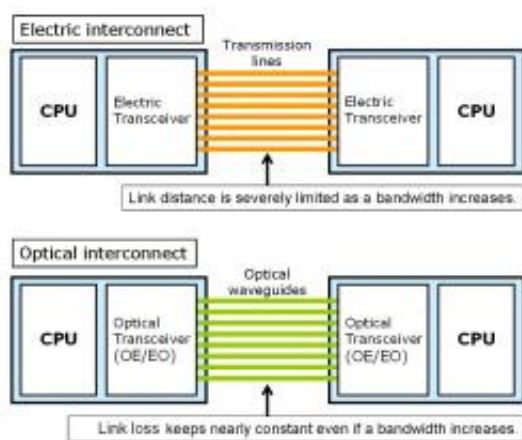 Electric interconnect
Transmission
lines
CPU
Electric
Transceiver
Electric
Transceiver
CPU
Link distance is severely limited as a bandwidth increases.
Optical interconnect
Optical
waveguides
CPU
Optical
Transceiver
(OE/EO)
Optical
Transceiver
(OE/EO)
CPU
Link loss keeps nearly constant even if a bandwidth increases.